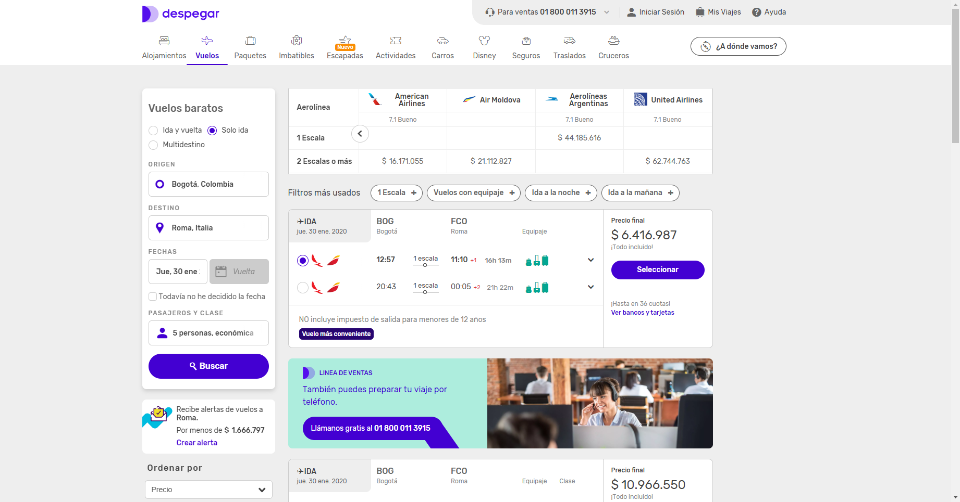 despegar
Para ventas 01 800 011 3915
Iniciar Sesión
Mis Viajes
Ayuda
Alojamientos
Vuelos
Paquetes
Imbatibles
Nuevo
Escapadas
Actividades
Carros
Disney
Seguros
Traslados
Cruceros
¿A dónde vamos?
Vuelos baratos
Ida y vuelta
Solo ida
Multidestino
ORIGEN
Bogotá, Colombia
DESTINO
Roma, Italia
FECHAS
Jue, 30 ene
Vuelta
Todavía no he decidido la fecha
PASAJEROS Y CLASE
5 personas, económica
Buscar
Recibe alertas de vuelos a
Roma.
Por menos de $ 1.666.797
Crear alerta
Ordenar por
Precio
Aerolínea
American Airlines
Air Moldova
Aerolíneas Argentinas
United Airlines
7.1 Bueno
7.1 Bueno
7.1 Bueno
1 Escala
$ 44.185.616
2 Escalas o más
$ 16.171.055
$ 21.112.827
$ 62.744.763
Filtros más usados
1 Escala +
Vuelos con equipaje +
Ida a la noche +
Ida a la mañana +
IDA
jue. 30 ene. 2020
BOG
Bogotá
FCO
Roma
Equipaje
12:57
1 escala
11:10 +1
16h 13m
20:43
1 escala
00:05 +2
21h 22m
NO incluye impuesto de salida para menores de 12 anos
Vuelo más conveniente
Precio final
$ 6.416.987
¡Todo incluido!
Seleccionar
¡Hasta en 36 cuotas!
Ver bancos y tarjetas
LINEA DE VENTAS
También puedes preparar tu viaje por
teléfono.
Llámanos gratis al 01 800 011 3915
IDA
jue. 30 ene. 2020
BOG
Bogotá
FCO
Roma
Equipaje
Clase
Precio final
$ 10.966.550
¡Todo incluido!